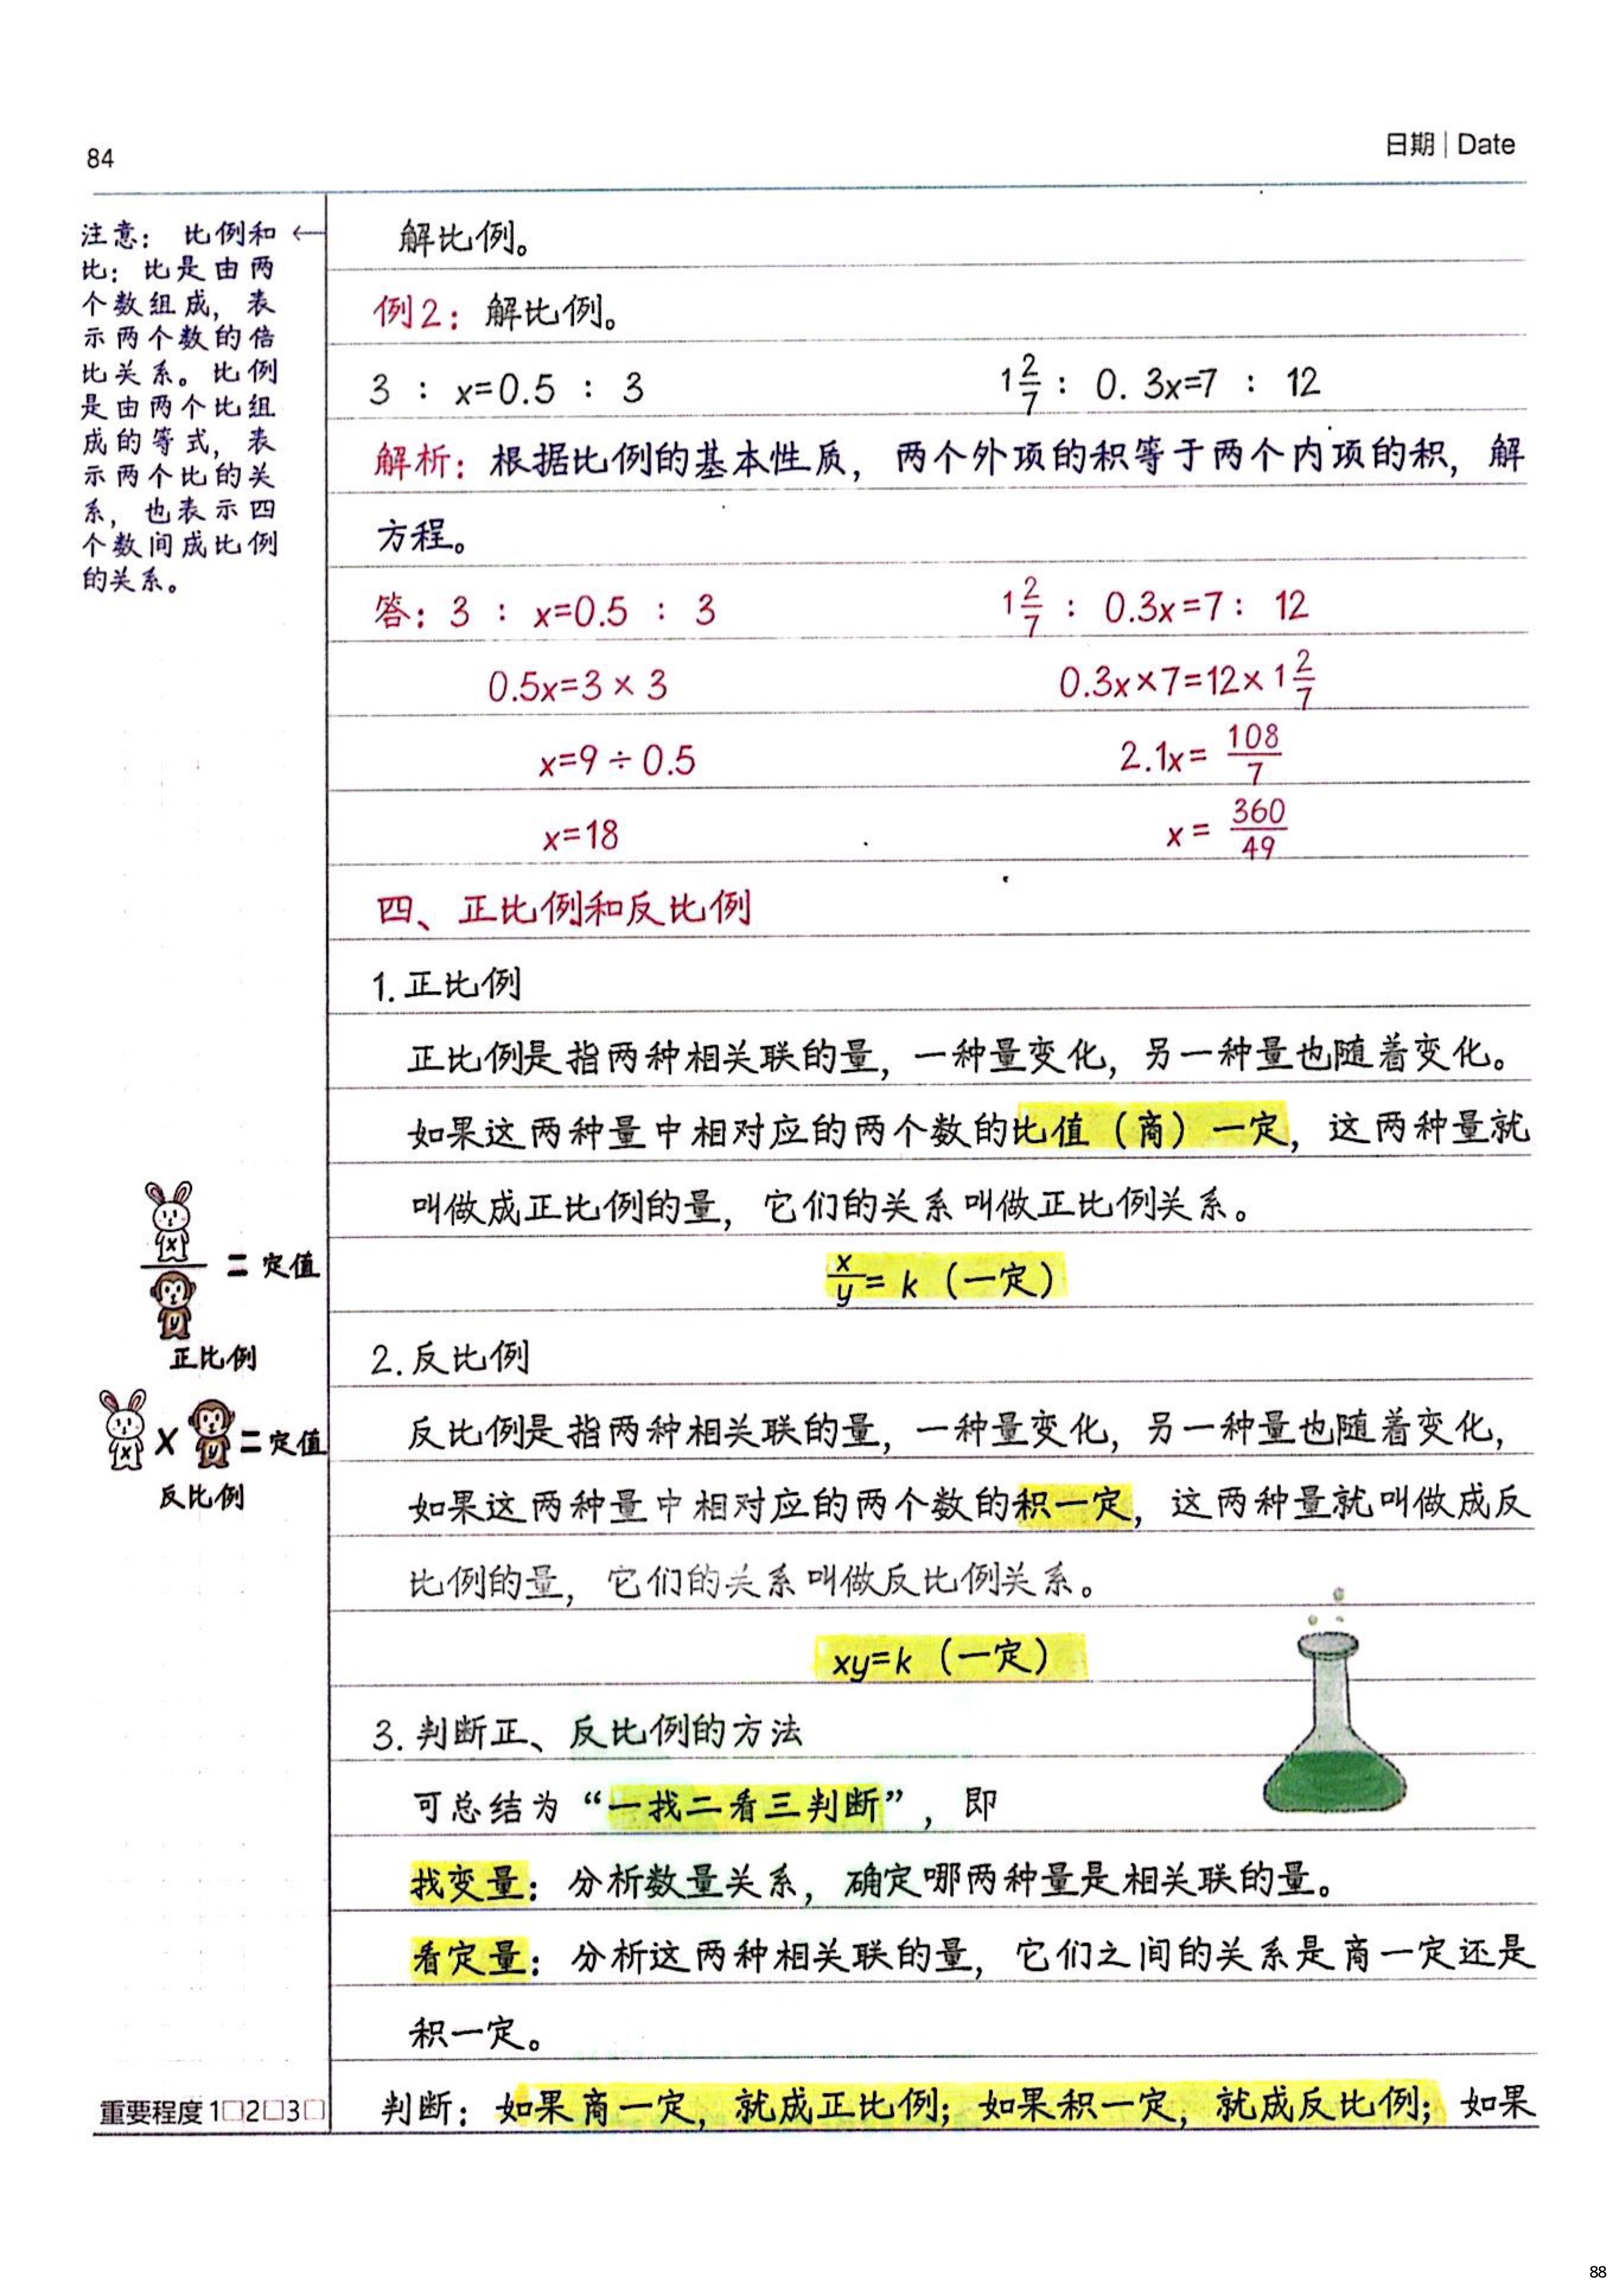 84
日期 | Date
注意：比例和 ←
比：比是由两
个数组成，表
示两个数的倍
比关系。比例
是由两个比组
成的等式，表
示两个比的关
系，也表示四
个数间成比例
的关系。
解比例。
例2：解比例。
3 : x=0.5 : 3    1 2/7 : 0.3x=7 : 12
解析：根据比例的基本性质，两个外项的积等于两个内项的积，解
方程。
答：3 : x=0.5 : 3    1 2/7 : 0.3x=7 : 12
0.5x=3×3    0.3x×7=12×1 2/7
x=9÷0.5    2.1x= 108/7
x=18    x= 360/49
四、正比例和反比例
1.正比例
正比例是指两种相关联的量，一种量变化，另一种量也随着变化。
如果这两种量中相对应的两个数的比值（商）一定，这两种量就
叫做成正比例的量，它们的关系叫做正比例关系。
x/y = k（一定）
x/y = 定值
正比例
2.反比例
x × y = 定值
反比例
反比例是指两种相关联的量，一种量变化，另一种量也随着变化，
如果这两种量中相对应的两个数的积一定，这两种量就叫做成反
比例的量，它们的关系叫做反比例关系。
xy=k（一定）
3.判断正、反比例的方法
可总结为“一找二看三判断”，即
找变量：分析数量关系，确定哪两种量是相关联的量。
看定量：分析这两种相关联的量，它们之间的关系是商一定还是
积一定。
判断：如果商一定，就成正比例；如果积一定，就成反比例；如果
重要程度 1□2□3□
88